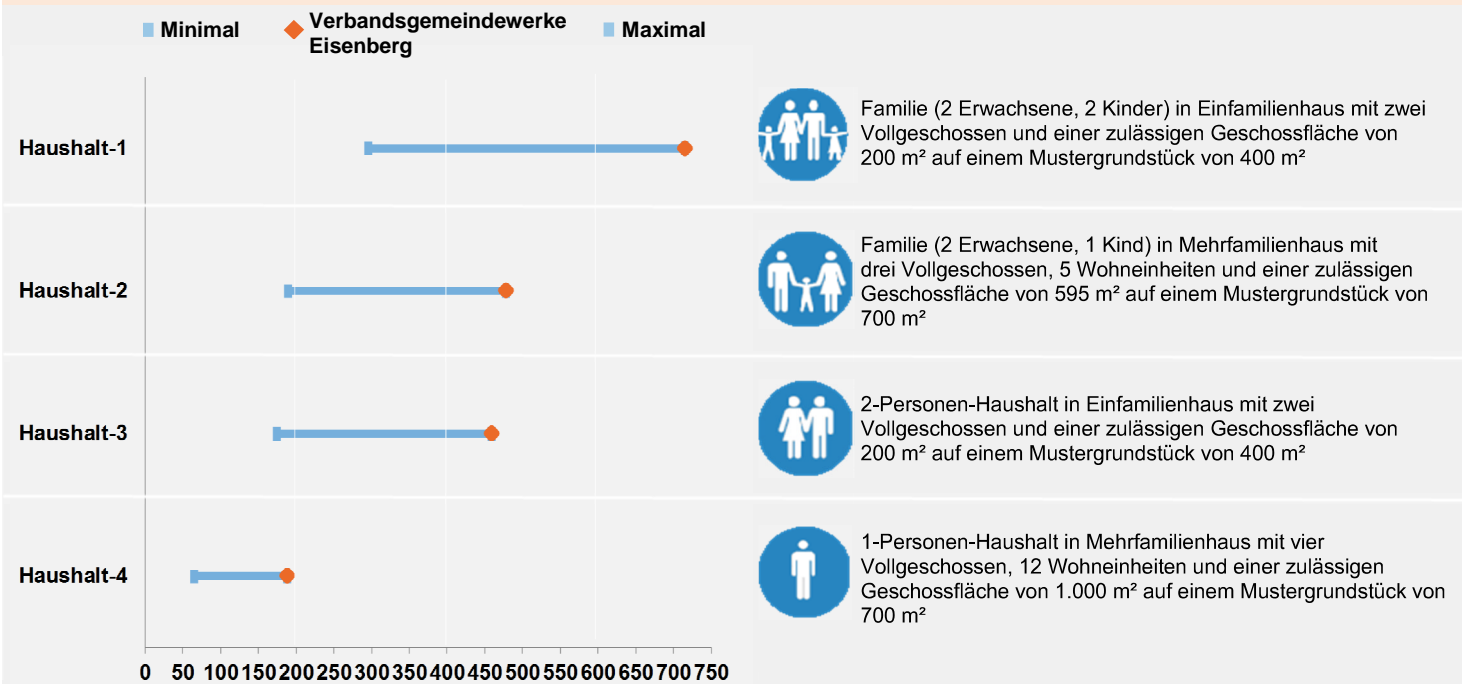 Minimal
Verbandsgemeindewerke
Eisenberg
Maximal
Haushalt-1
Familie (2 Erwachsene, 2 Kinder) in Einfamilienhaus mit zwei
Vollgeschossen und einer zulässigen Geschossfläche von
200 m² auf einem Mustergrundstück von 400 m²
Haushalt-2
Familie (2 Erwachsene, 1 Kind) in Mehrfamilienhaus mit
drei Vollgeschossen, 5 Wohneinheiten und einer zulässigen
Geschossfläche von 595 m² auf einem Mustergrundstück von
700 m²
Haushalt-3
2-Personen-Haushalt in Einfamilienhaus mit zwei
Vollgeschossen und einer zulässigen Geschossfläche von
200 m² auf einem Mustergrundstück von 400 m²
Haushalt-4
1-Personen-Haushalt in Mehrfamilienhaus mit vier
Vollgeschossen, 12 Wohneinheiten und einer zulässigen
Geschossfläche von 1.000 m² auf einem Mustergrundstück von
700 m²
0 50 100 150 200 250 300 350 400 450 500 550 600 650 700 750